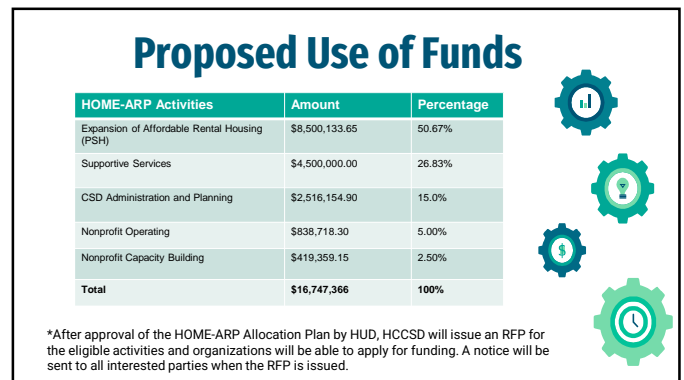 Proposed Use of Funds
HOME-ARP Activities Amount Percentage
Expansion of Affordable Rental Housing $8,500,133.65 50.67%
(PSH)
Supportive Services $4,500,000.00 26.83%
CSD Administration and Planning $2,516,154.90 15.0%
Nonprofit Operating $838,718.30 5.00%
Nonprofit Capacity Building $419,359.15 2.50%
Total $16,747,366 100%
$
*After approval of the HOME-ARP Allocation Plan by HUD, HCCSD will issue an RFP for
the eligible activities and organizations will be able to apply for funding. A notice will be
sent to all interested parties when the RFP is issued.